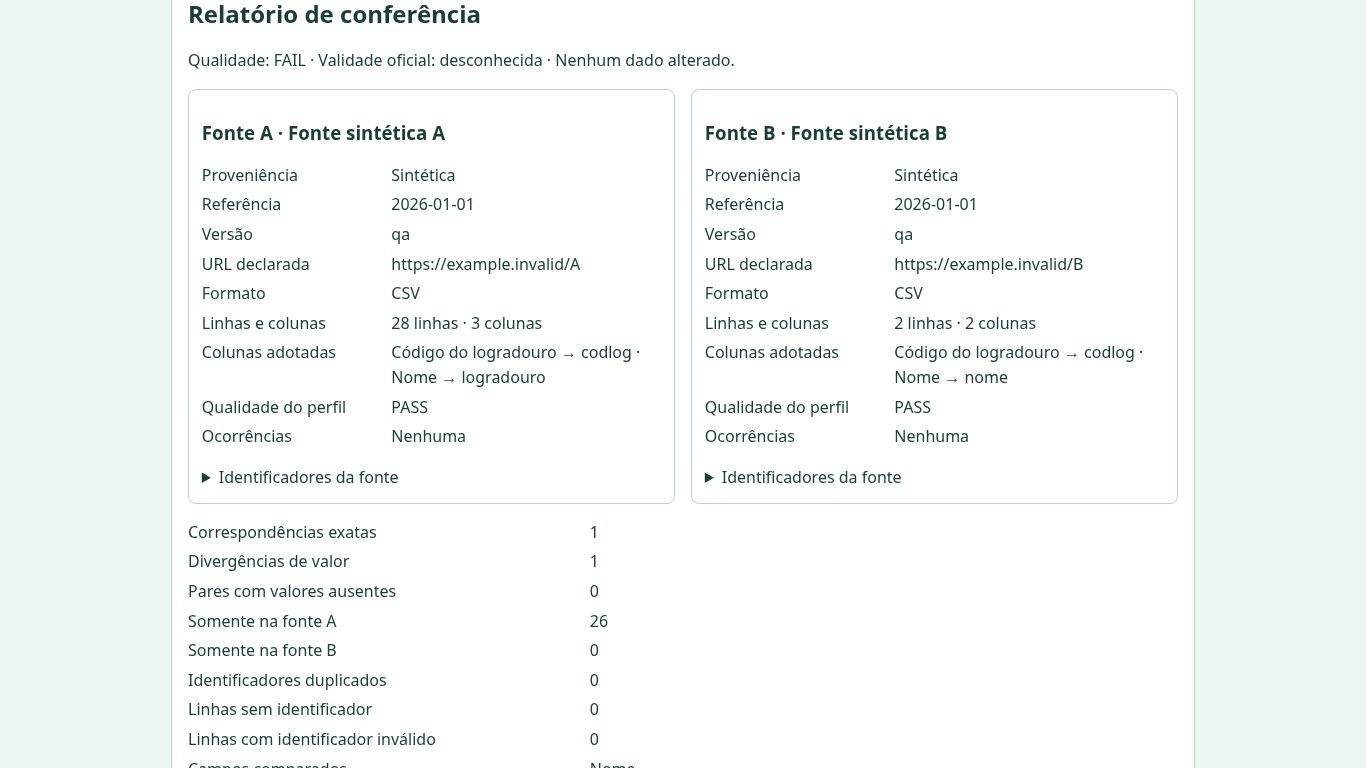 Relatório de conferência
Qualidade: FAIL · Validade oficial: desconhecida · Nenhum dado alterado.
Fonte A · Fonte sintética A
Proveniência Sintética
Referência 2026-01-01
Versão qa
URL declarada https://example.invalid/A
Formato CSV
Linhas e colunas 28 linhas · 3 colunas
Colunas adotadas Código do logradouro → codlog ·
Nome → logradouro
Qualidade do perfil PASS
Ocorrências Nenhuma
▶ Identificadores da fonte
Fonte B · Fonte sintética B
Proveniência Sintética
Referência 2026-01-01
Versão qa
URL declarada https://example.invalid/B
Formato CSV
Linhas e colunas 2 linhas · 2 colunas
Colunas adotadas Código do logradouro → codlog ·
Nome → nome
Qualidade do perfil PASS
Ocorrências Nenhuma
▶ Identificadores da fonte
Correspondências exatas 1
Divergências de valor 1
Pares com valores ausentes 0
Somente na fonte A 26
Somente na fonte B 0
Identificadores duplicados 0
Linhas sem identificador 0
Linhas com identificador inválido 0
Campos comparados Nome